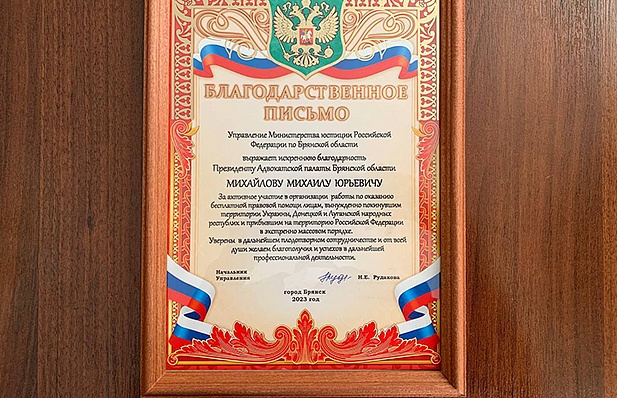 БЛАГОДАРСТВЕННОЕ
ПИСЬМО
Управление Министерства юстиции Российской
Федерации по Брянской области
выражает искреннюю благодарность
Президенту Адвокатской палаты Брянской области
МИХАЙЛОВУ МИХАИЛУ ЮРЬЕВИЧУ
За активное участие в организации работы по оказанию
бесплатной правовой помощи лицам, вынужденно покинувшим
территории Украины, Донецкой и Луганской народных
республик и прибывшим на территорию Российской Федерации
в экстренно массовом порядке.
Уверены в дальнейшем плодотворном сотрудничестве и от всей
души желаем благополучия и успехов в дальнейшей
профессиональной деятельности.
Начальник
Управления Н.Е. Рудакова
город Брянск
2023 год